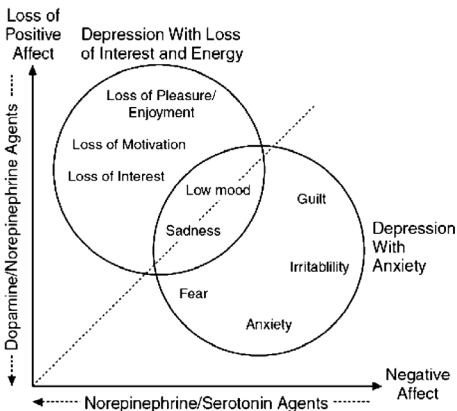 Loss of
Positive
Affect
Depression With Loss
of Interest and Energy
Loss of Pleasure/
Enjoyment
Loss of Motivation
Loss of Interest
Low mood
Sadness
Guilt
Irritablility
Fear
Anxiety
Depression
With
Anxiety
Dopamine/Norepinephrine Agents
Negative
Affect
Norepinephrine/Serotonin Agents